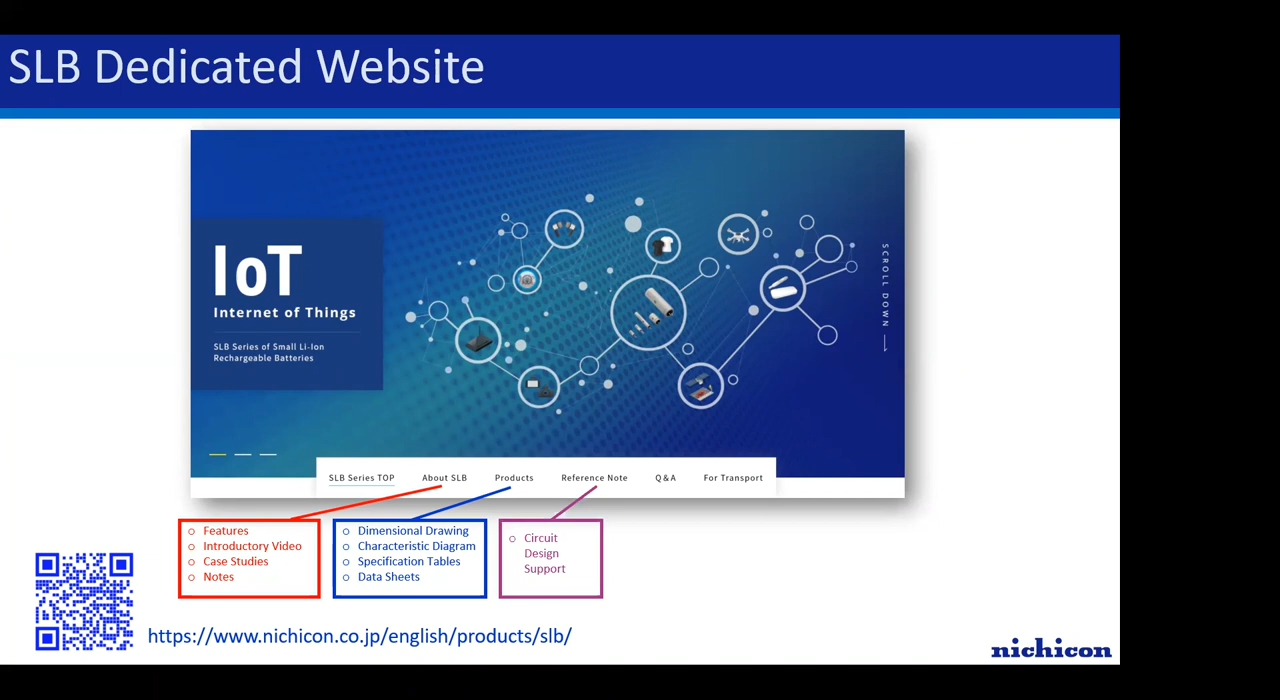 SLB Dedicated Website
IoT
Internet of Things
SLB Series of Small Li-Ion
Rechargeable Batteries
SCROLL DOWN
SLB Series TOP
About SLB
Products
Reference Note
Q&A
For Transport
Features
Introductory Video
Case Studies
Notes
Dimensional Drawing
Characteristic Diagram
Specification Tables
Data Sheets
Circuit
Design
Support
https://www.nichicon.co.jp/english/products/slb/
nichicon